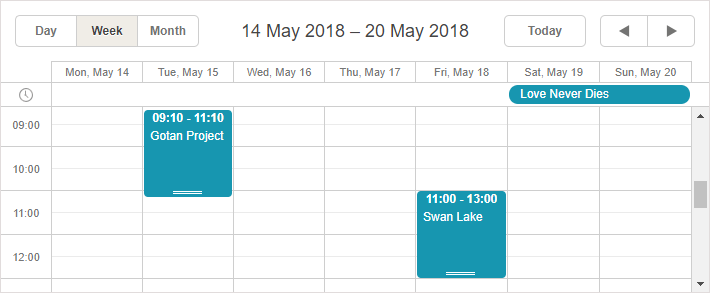 Day Week Month 14 May 2018 – 20 May 2018 Today
Mon, May 14 Tue, May 15 Wed, May 16 Thu, May 17 Fri, May 18 Sat, May 19 Sun, May 20
Love Never Dies
09:10 - 11:10
09:00
Gotan Project
10:00
11:00 - 13:00
11:00
Swan Lake
12:00